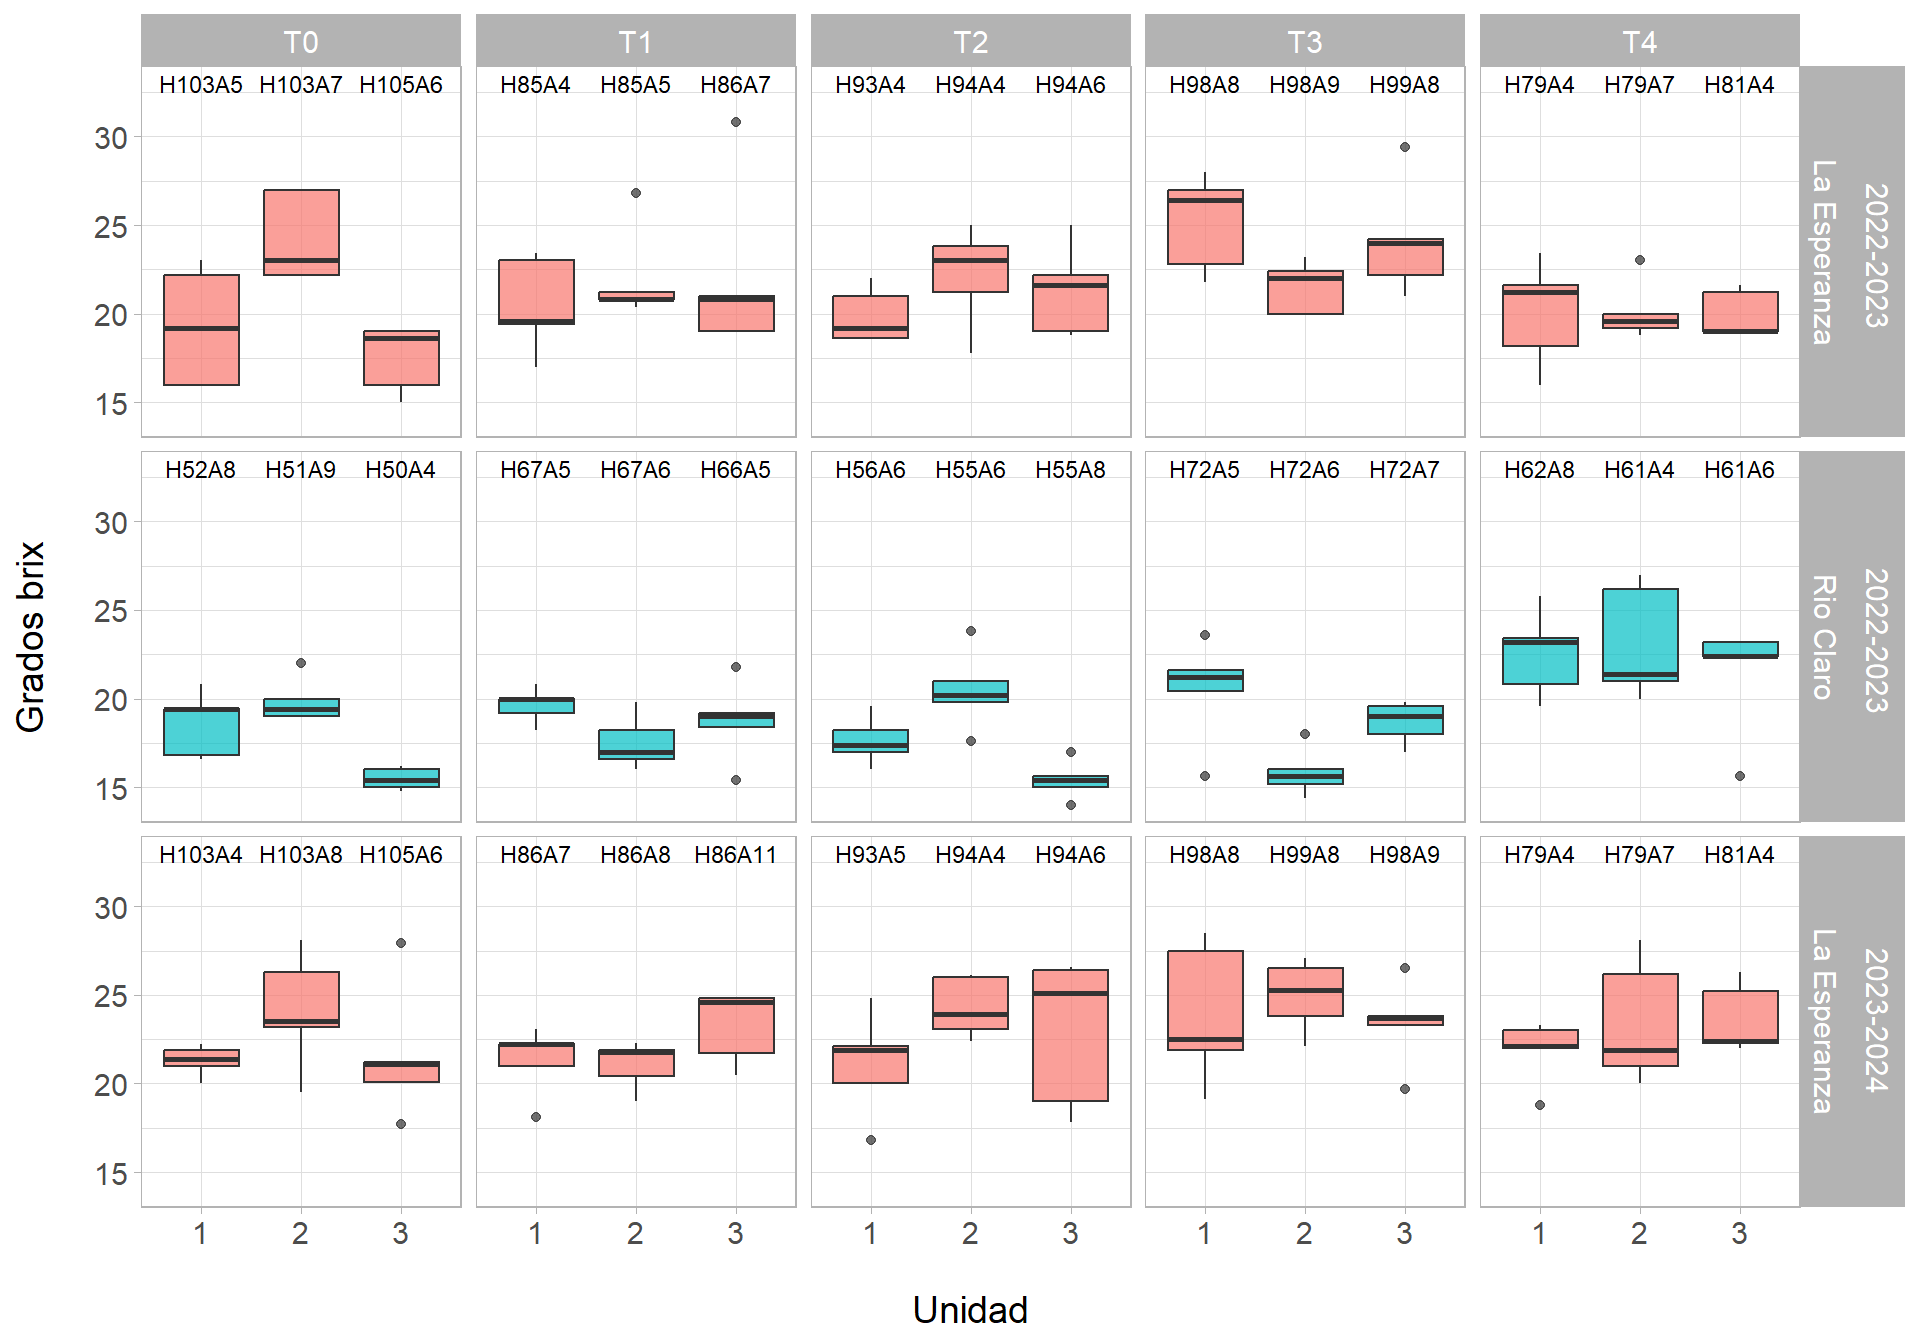 T0 T1 T2 T3 T4
H103A5 H103A7 H105A6 H85A4 H85A5 H86A7 H93A4 H94A4 H94A6 H98A8 H98A9 H99A8 H79A4 H79A7 H81A4
30
25
20
15
La Esperanza
2022-2023
H52A8 H51A9 H50A4 H67A5 H67A6 H66A5 H56A6 H55A6 H55A8 H72A5 H72A6 H72A7 H62A8 H61A4 H61A6
30
25
20
15
Rio Claro
2022-2023
H103A4 H103A8 H105A6 H86A7 H86A8 H86A11 H93A5 H94A4 H94A6 H98A8 H99A8 H98A9 H79A4 H79A7 H81A4
30
25
20
15
La Esperanza
2023-2024
Grados brix
1 2 3 1 2 3 1 2 3 1 2 3 1 2 3
Unidad